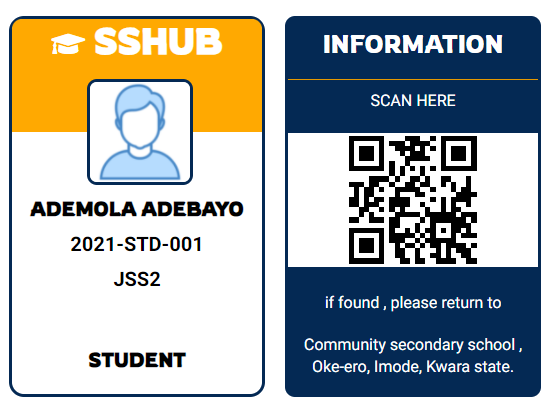 SSHUB
ADEMOLA ADEBAYO
2021-STD-001
JSS2
STUDENT
INFORMATION
SCAN HERE
if found , please return to
Community secondary school ,
Oke-ero, Imode, Kwara state.